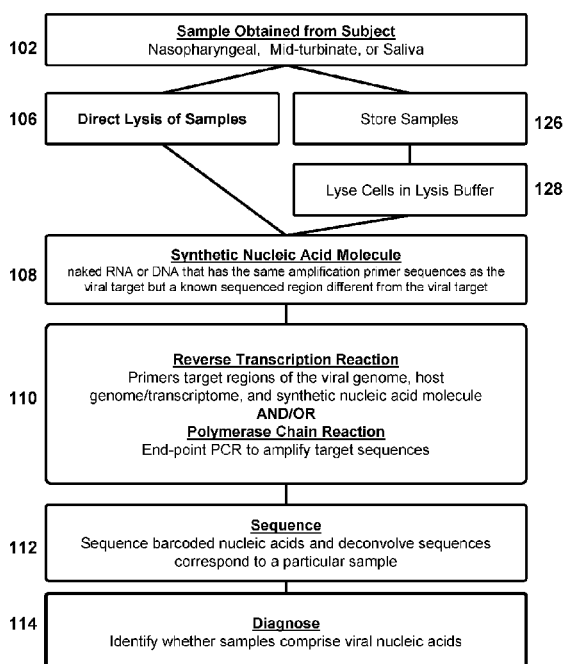 102
Sample Obtained from Subject
Nasopharyngeal, Mid-turbinate, or Saliva
106
Direct Lysis of Samples
Store Samples
126
Lyse Cells in Lysis Buffer
128
108
Synthetic Nucleic Acid Molecule
naked RNA or DNA that has the same amplification primer sequences as the
viral target but a known sequenced region different from the viral target
110
Reverse Transcription Reaction
Primers target regions of the viral genome, host
genome/transcriptome, and synthetic nucleic acid molecule
AND/OR
Polymerase Chain Reaction
End-point PCR to amplify target sequences
112
Sequence
Sequence barcoded nucleic acids and deconvolve sequences
correspond to a particular sample
114
Diagnose
Identify whether samples comprise viral nucleic acids